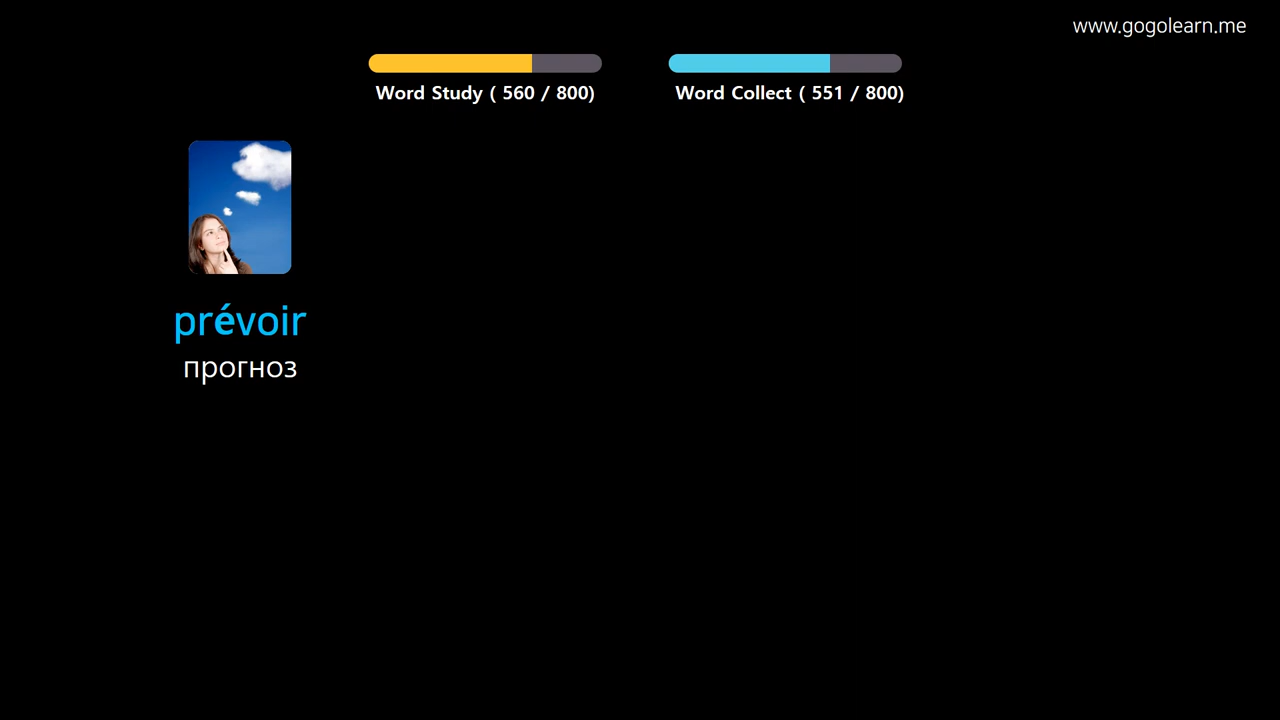 www.gogolearn.me
Word Study ( 560 / 800)
Word Collect ( 551 / 800)
prévoir
прогноз